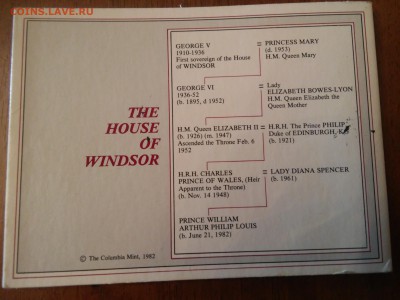 COINS.LAVE.RU
THE
HOUSE
OF
WINDSOR
GEORGE V
1910-1936
First sovereign of the House
of WINDSOR
= PRINCESS MARY
(d. 1953)
H.M. Queen Mary
GEORGE VI
1936-52
(b. 1895, d 1952)
= Lady
ELIZABETH BOWES-LYON
H.M. Queen Elizabeth the
Queen Mother
H.M. Queen ELIZABETH II
(b. 1926) (m. 1947)
Ascended the Throne Feb. 6
1952
= H.R.H. The Prince PHILIP
Duke of EDINBURGH,
(b. 1921)
H.R.H. CHARLES
PRINCE OF WALES, (Heir
Apparent to the Throne)
(b. Nov. 14 1948)
= LADY DIANA SPENCER
(b. 1961)
PRINCE WILLIAM
ARTHUR PHILIP LOUIS
(b. June 21, 1982)
© The Columbia Mint, 1982